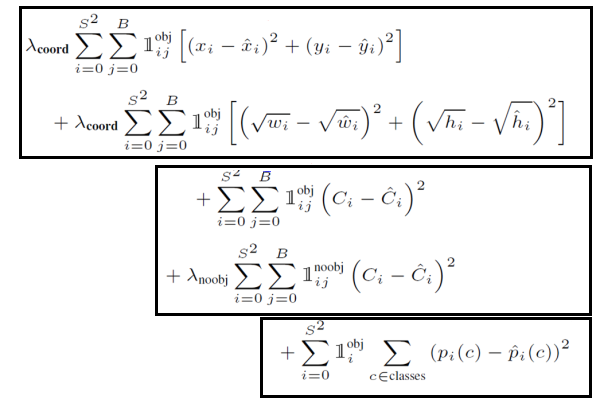 λcoord ∑_{i=0}^{S²} ∑_{j=0}^{B} 𝟙_{ij}^{obj} [(x_i − x̂_i)² + (y_i − ŷ_i)²]
+ λcoord ∑_{i=0}^{S²} ∑_{j=0}^{B} 𝟙_{ij}^{obj} [(√w_i − √ŵ_i)² + (√h_i − √ĥ_i)²]
+ ∑_{i=0}^{S²} ∑_{j=0}^{B} 𝟙_{ij}^{obj} (C_i − Ĉ_i)²
+ λnoobj ∑_{i=0}^{S²} ∑_{j=0}^{B} 𝟙_{ij}^{noobj} (C_i − Ĉ_i)²
+ ∑_{i=0}^{S²} 𝟙_{i}^{obj} ∑_{c∈classes} (p_i(c) − p̂_i(c))²